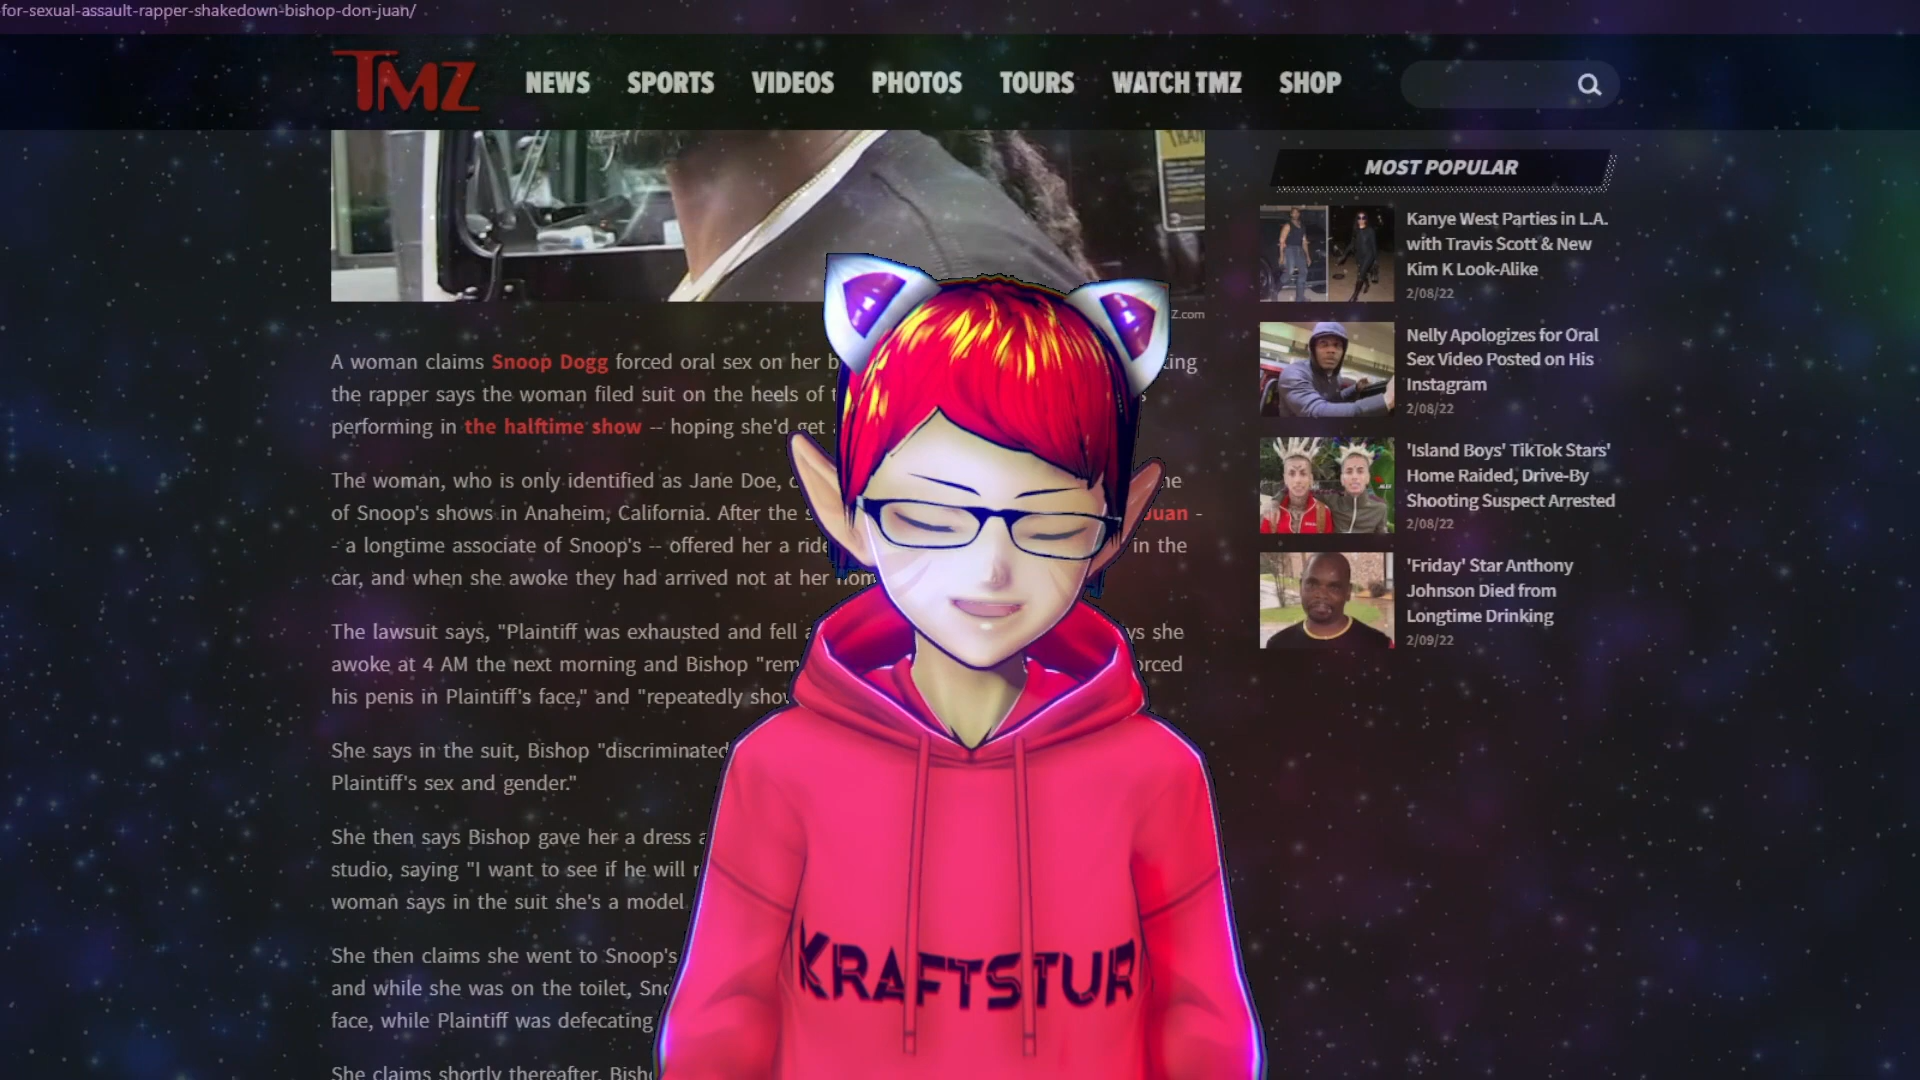 for-sexual-assault-rapper-shakedown-bishop-don-juan/
TMZ
NEWS SPORTS VIDEOS PHOTOS TOURS WATCH TMZ SHOP
MOST POPULAR
Kanye West Parties in L.A.
with Travis Scott & New
Kim K Look-Alike
2/08/22
Nelly Apologizes for Oral
Sex Video Posted on His
Instagram
2/08/22
'Island Boys' TikTok Stars'
Home Raided, Drive-By
Shooting Suspect Arrested
2/08/22
'Friday' Star Anthony
Johnson Died from
Longtime Drinking
2/09/22
Z.com
A woman claims Snoop Dogg forced oral sex on her
the rapper says the woman filed suit on the heels of
performing in the halftime show -- hoping she'd get
The woman, who is only identified as Jane Doe,
of Snoop's shows in Anaheim, California. After the Juan -
- a longtime associate of Snoop's -- offered her a ride in the
car, and when she awoke they had arrived not at her
The lawsuit says, "Plaintiff was exhausted and fell she
awoke at 4 AM the next morning and Bishop
his penis in Plaintiff's face," and "repeatedly
She says in the suit, Bishop "discriminated
Plaintiff's sex and gender."
She then says Bishop gave her a dress
studio, saying "I want to see if he will
woman says in the suit she's a model
She then claims she went to Snoop's
and while she was on the toilet,
face, while Plaintiff was defecating
She claims shortly thereafter,
KRAFTSTUR